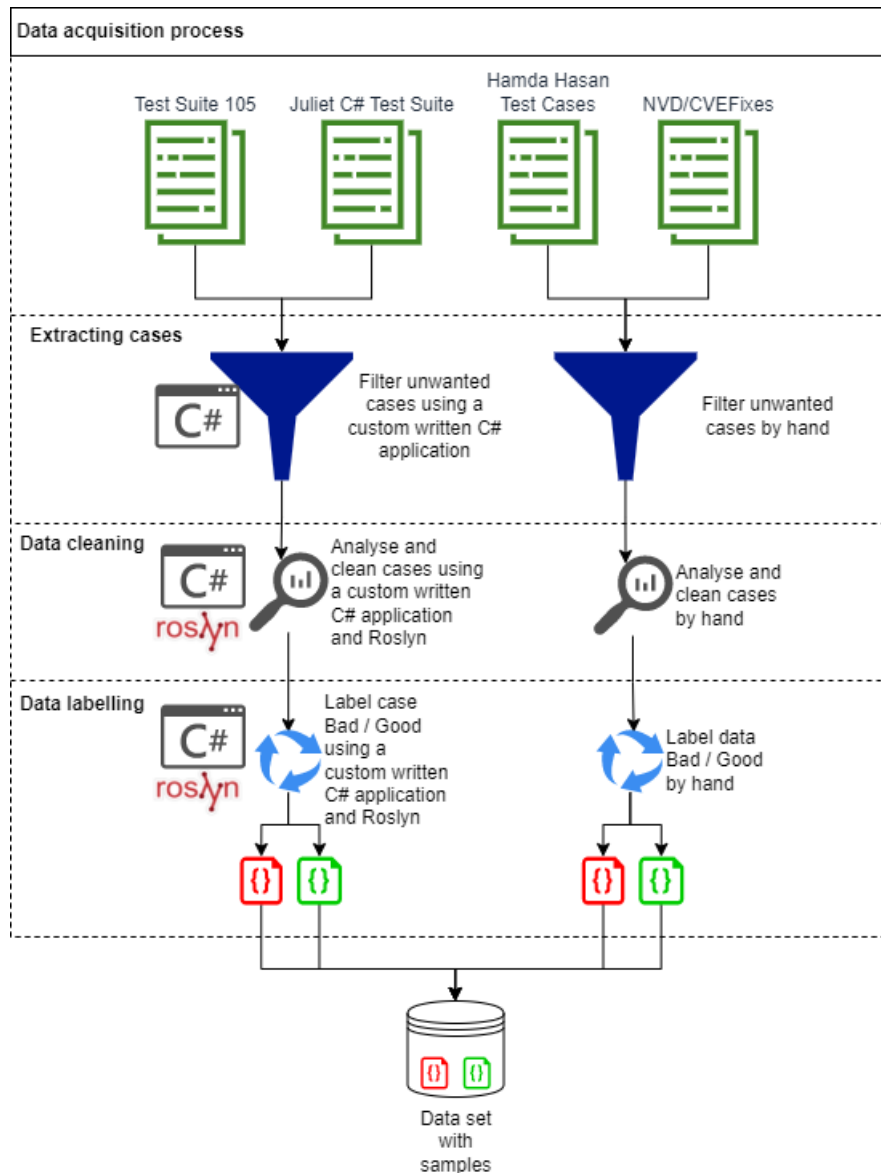 Data acquisition process
Test Suite 105
Juliet C# Test Suite
Hamda Hasan
Test Cases
NVD/CVEFixes
Extracting cases
C#
Filter unwanted
cases using a
custom written C#
application
Filter unwanted
cases by hand
Data cleaning
C#
roslyn
Analyse and
clean cases using
a custom written
C# application
and Roslyn
Analyse and
clean cases
by hand
Data labelling
C#
roslyn
Label case
Bad / Good
using a
custom written
C# application
and Roslyn
Label data
Bad / Good
by hand
{}
{}
{}
{}
{}
{}
Data set
with
samples